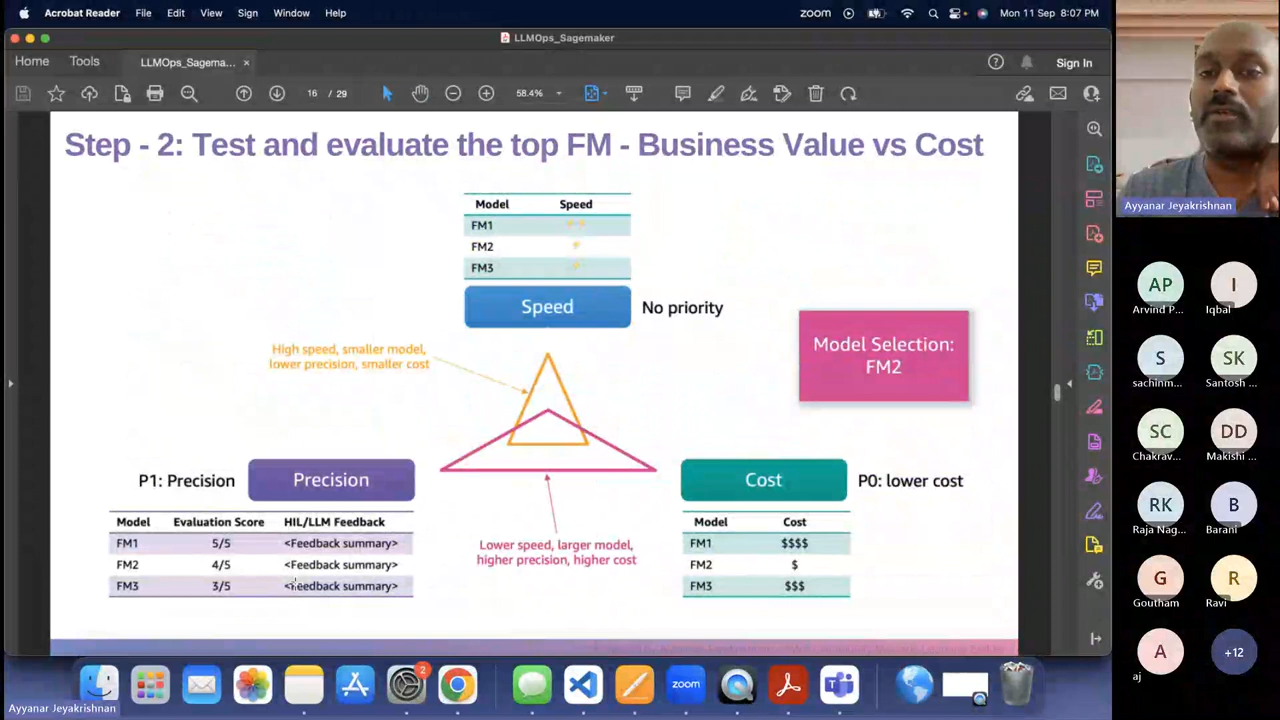 Acrobat Reader File Edit View Sign Window Help zoom Mon 11 Sep 8:07 PM
LLMOps_Sagemaker
Home Tools LLMOps_Sagema... × Sign In
16 / 29 58.4%
Step - 2: Test and evaluate the top FM - Business Value vs Cost
Model Speed
FM1
FM2
FM3
Speed
No priority
Model Selection:
FM2
High speed, smaller model,
lower precision, smaller cost
P1: Precision
Precision
Model Evaluation Score HIL/LLM Feedback
FM1 5/5 <Feedback summary>
FM2 4/5 <Feedback summary>
FM3 3/5 <Feedback summary>
Lower speed, larger model,
higher precision, higher cost
Cost
P0: lower cost
Model Cost
FM1 $$$$
FM2 $
FM3 $$$
2
zoom
Ayyanar Jeyakrishnan
Ayyanar Jeyakrishnan
AP I
Arvind P... Iqbal
S SK
sachinm... Santosh ...
SC DD
Chakrav... Makishi ...
RK B
Raja Nag... Barani
G R
Goutham Ravi
A +12
aj